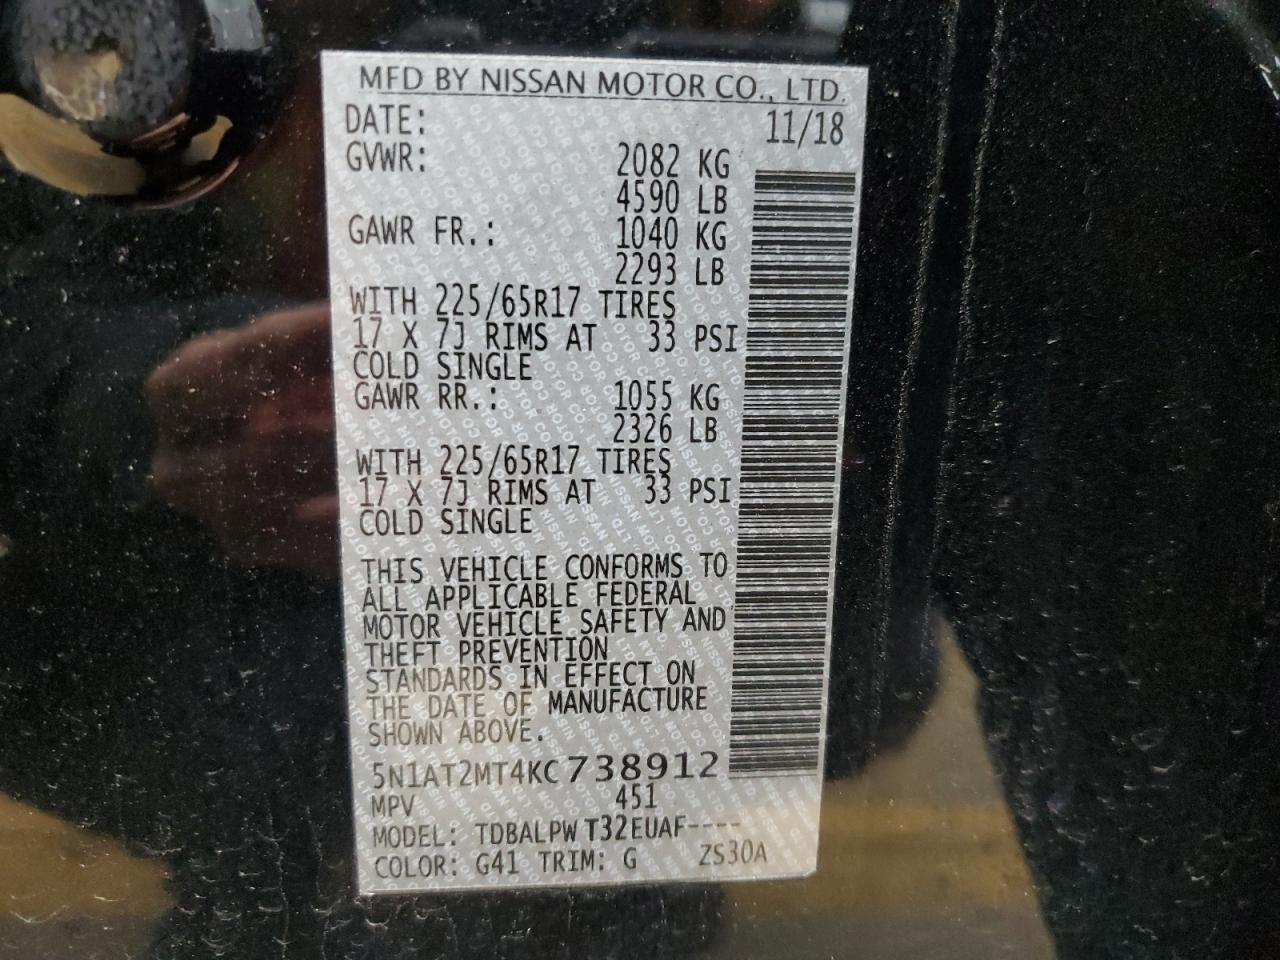 MFD BY NISSAN MOTOR CO., LTD.
DATE: 11/18
GVWR: 2082 KG
4590 LB
GAWR FR.: 1040 KG
2293 LB
WITH 225/65R17 TIRES
17 X 7J RIMS AT 33 PSI
COLD SINGLE
GAWR RR.: 1055 KG
2326 LB
WITH 225/65R17 TIRES
17 X 7J RIMS AT 33 PSI
COLD SINGLE
THIS VEHICLE CONFORMS TO
ALL APPLICABLE FEDERAL
MOTOR VEHICLE SAFETY AND
THEFT PREVENTION
STANDARDS IN EFFECT ON
THE DATE OF MANUFACTURE
SHOWN ABOVE.
5N1AT2MT4KC738912
MPV 451
MODEL: TDBALPW T32EUAF----
COLOR: G41 TRIM: G ZS30A